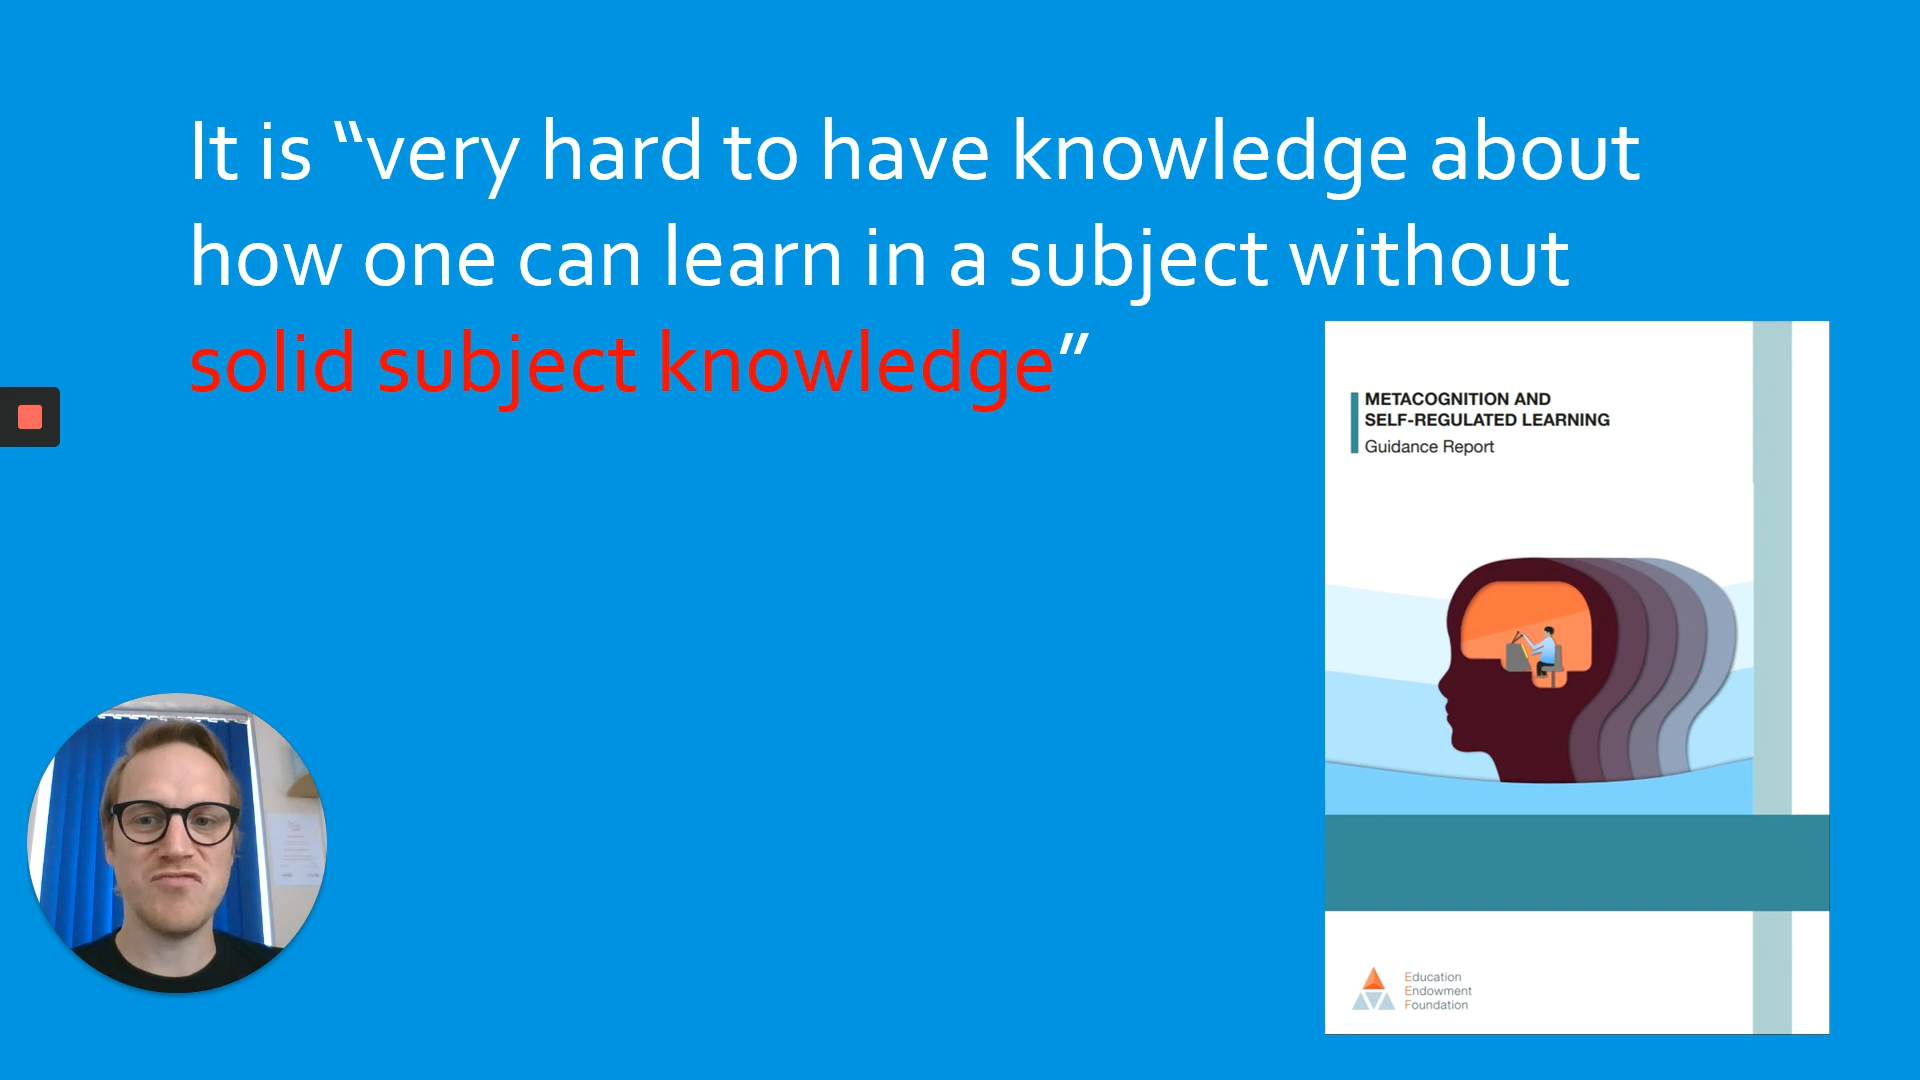 It is “very hard to have knowledge about
how one can learn in a subject without
solid subject knowledge”
METACOGNITION AND
SELF-REGULATED LEARNING
Guidance Report
Education
Endowment
Foundation